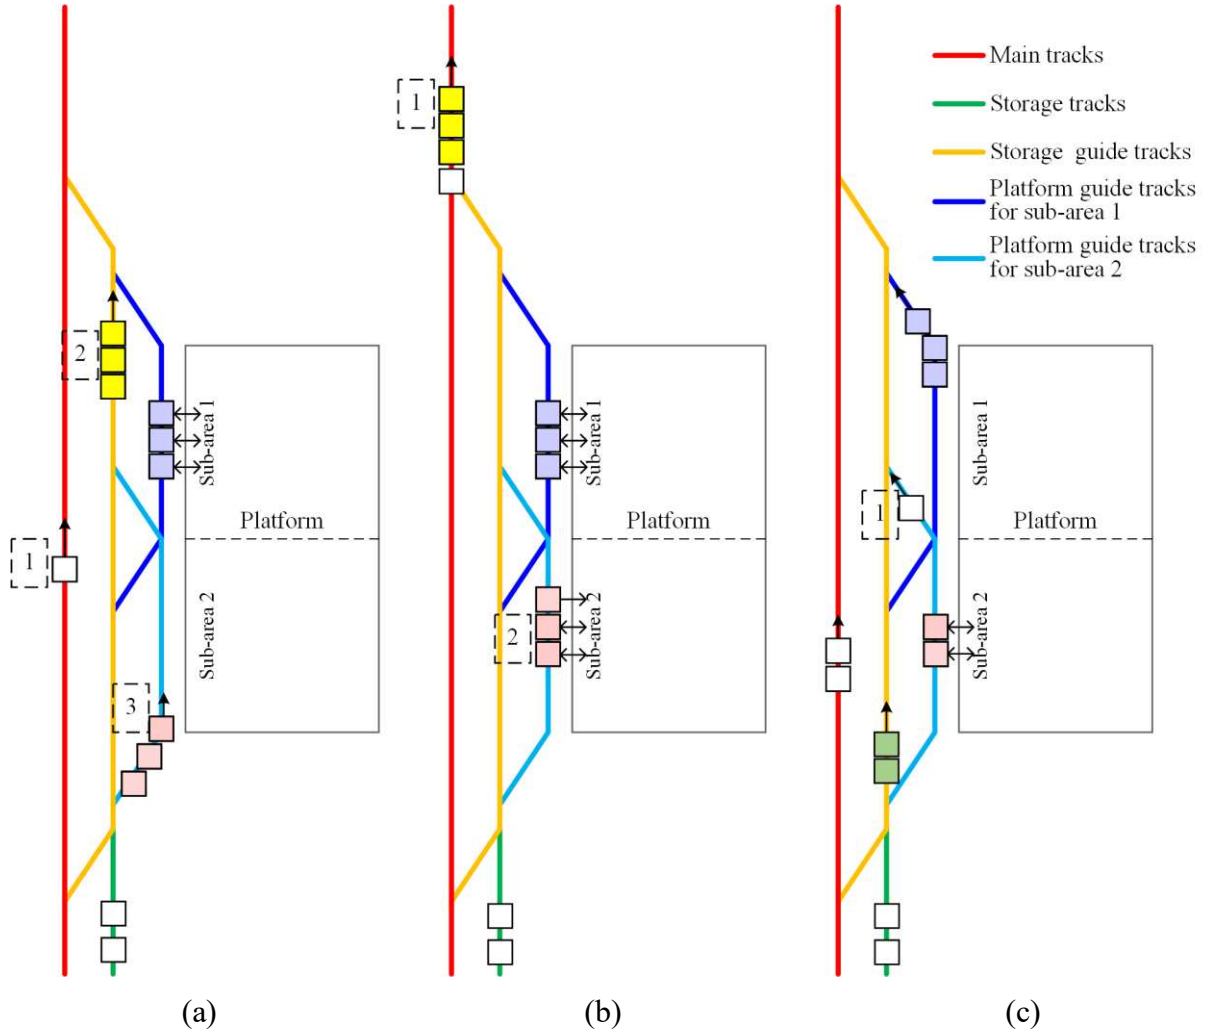 Main tracks
Storage tracks
Storage guide tracks
Platform guide tracks
for sub-area 1
Platform guide tracks
for sub-area 2
2
1
3
Sub-area 1
Sub-area 2
Platform
(a)
1
2
Sub-area 1
Sub-area 2
Platform
(b)
1
Sub-area 1
Sub-area 2
Platform
(c)